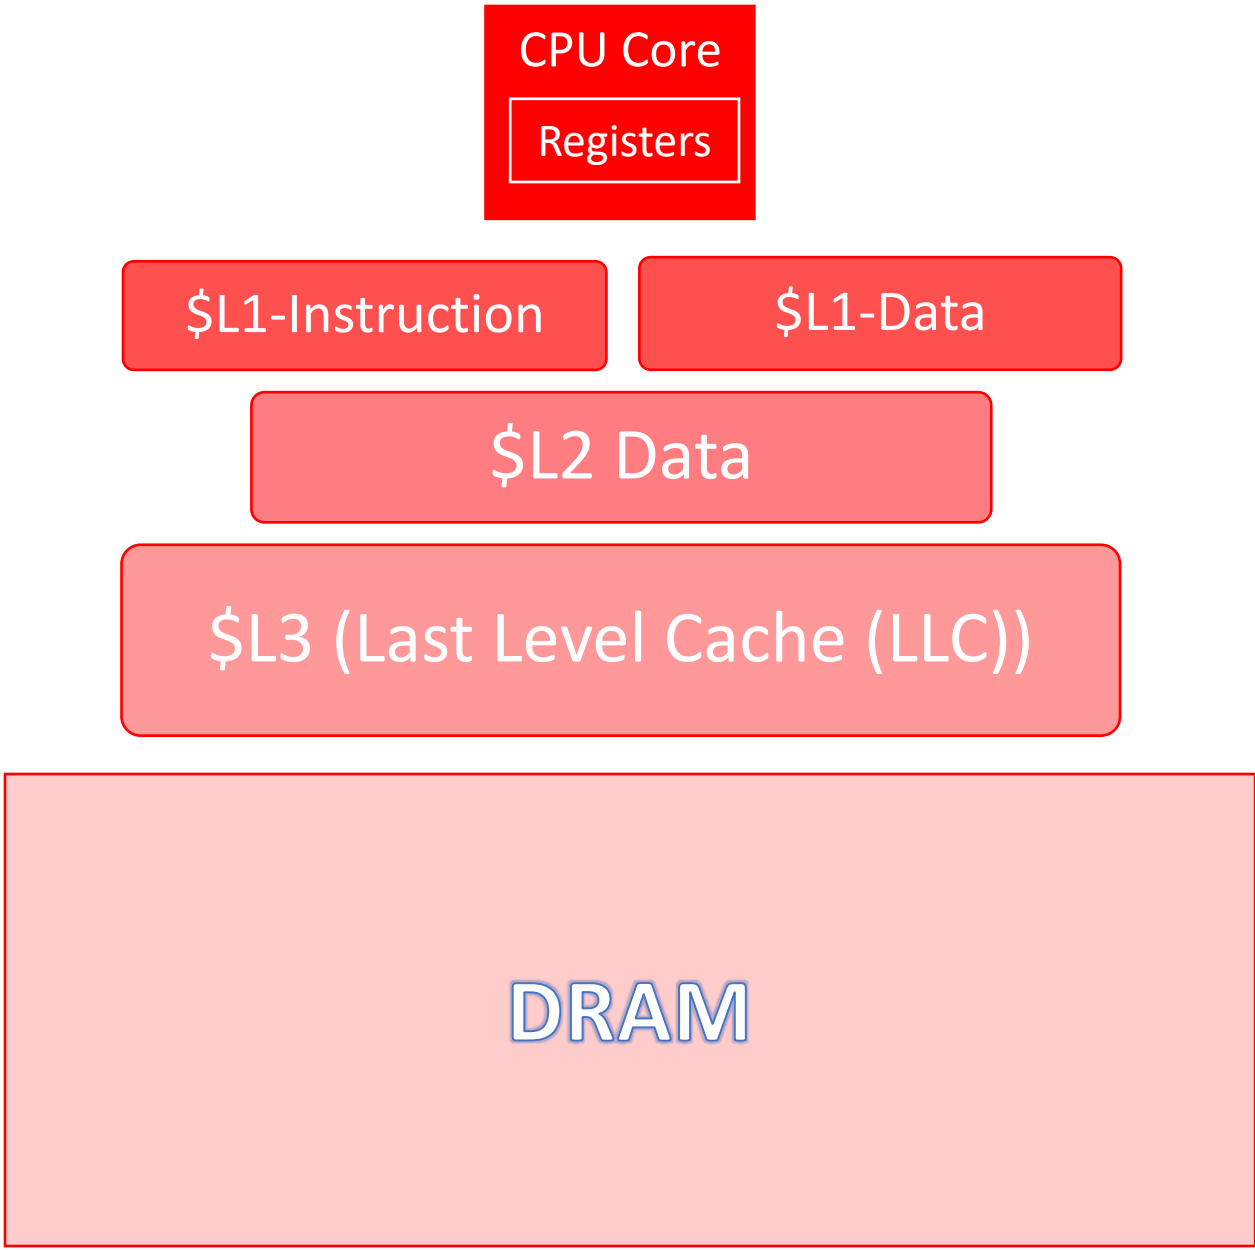 CPU Core
Registers
$L1-Instruction
$L1-Data
$L2 Data
$L3 (Last Level Cache (LLC))
DRAM